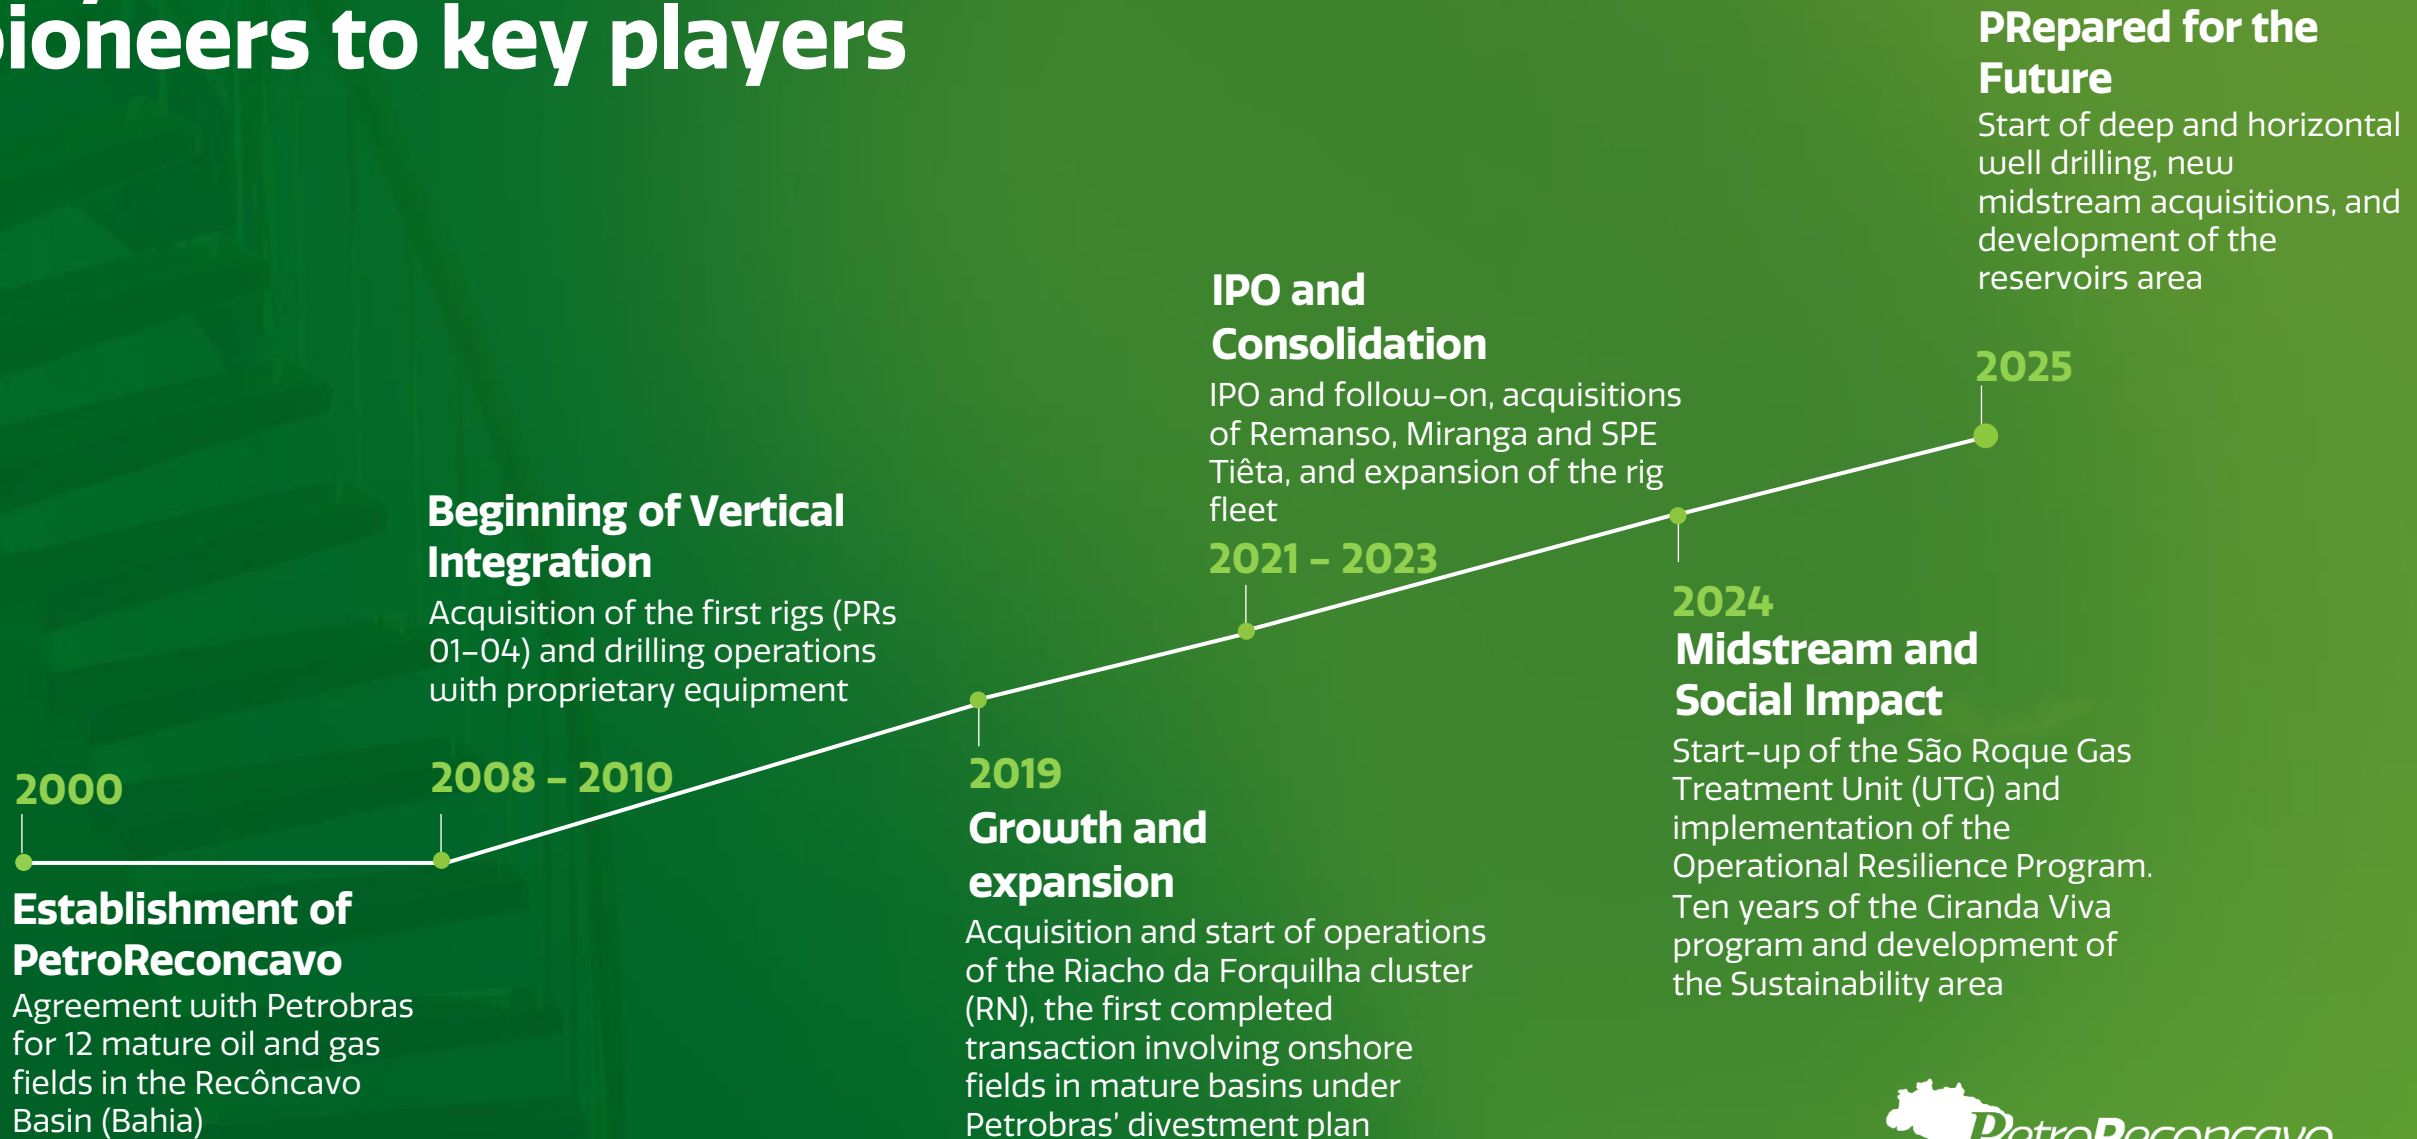 pioneers to key players
2000
Establishment of
PetroReconcavo
Agreement with Petrobras
for 12 mature oil and gas
fields in the Recôncavo
Basin (Bahia)
Beginning of Vertical
Integration
Acquisition of the first rigs (PRs
01–04) and drilling operations
with proprietary equipment
2008 – 2010
2019
Growth and
expansion
Acquisition and start of operations
of the Riacho da Forquilha cluster
(RN), the first completed
transaction involving onshore
fields in mature basins under
Petrobras’ divestment plan
IPO and
Consolidation
IPO and follow-on, acquisitions
of Remanso, Miranga and SPE
Tiêta, and expansion of the rig
fleet
2021 – 2023
2024
Midstream and
Social Impact
Start-up of the São Roque Gas
Treatment Unit (UTG) and
implementation of the
Operational Resilience Program.
Ten years of the Ciranda Viva
program and development of
the Sustainability area
PRepared for the
Future
Start of deep and horizontal
well drilling, new
midstream acquisitions, and
development of the
reservoirs area
2025
PetroReconcavo